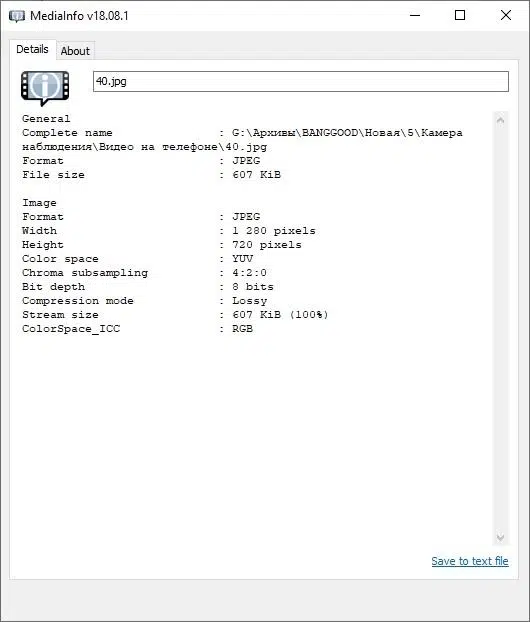 MediaInfo v18.08.1
Details About
40.jpg
General
Complete name : G:\Архивы\BANGGOOD\Новая\5\Камера
наблюдения\Видео на телефоне\40.jpg
Format : JPEG
File size : 607 KiB
Image
Format : JPEG
Width : 1 280 pixels
Height : 720 pixels
Color space : YUV
Chroma subsampling : 4:2:0
Bit depth : 8 bits
Compression mode : Lossy
Stream size : 607 KiB (100%)
ColorSpace_ICC : RGB
Save to text file